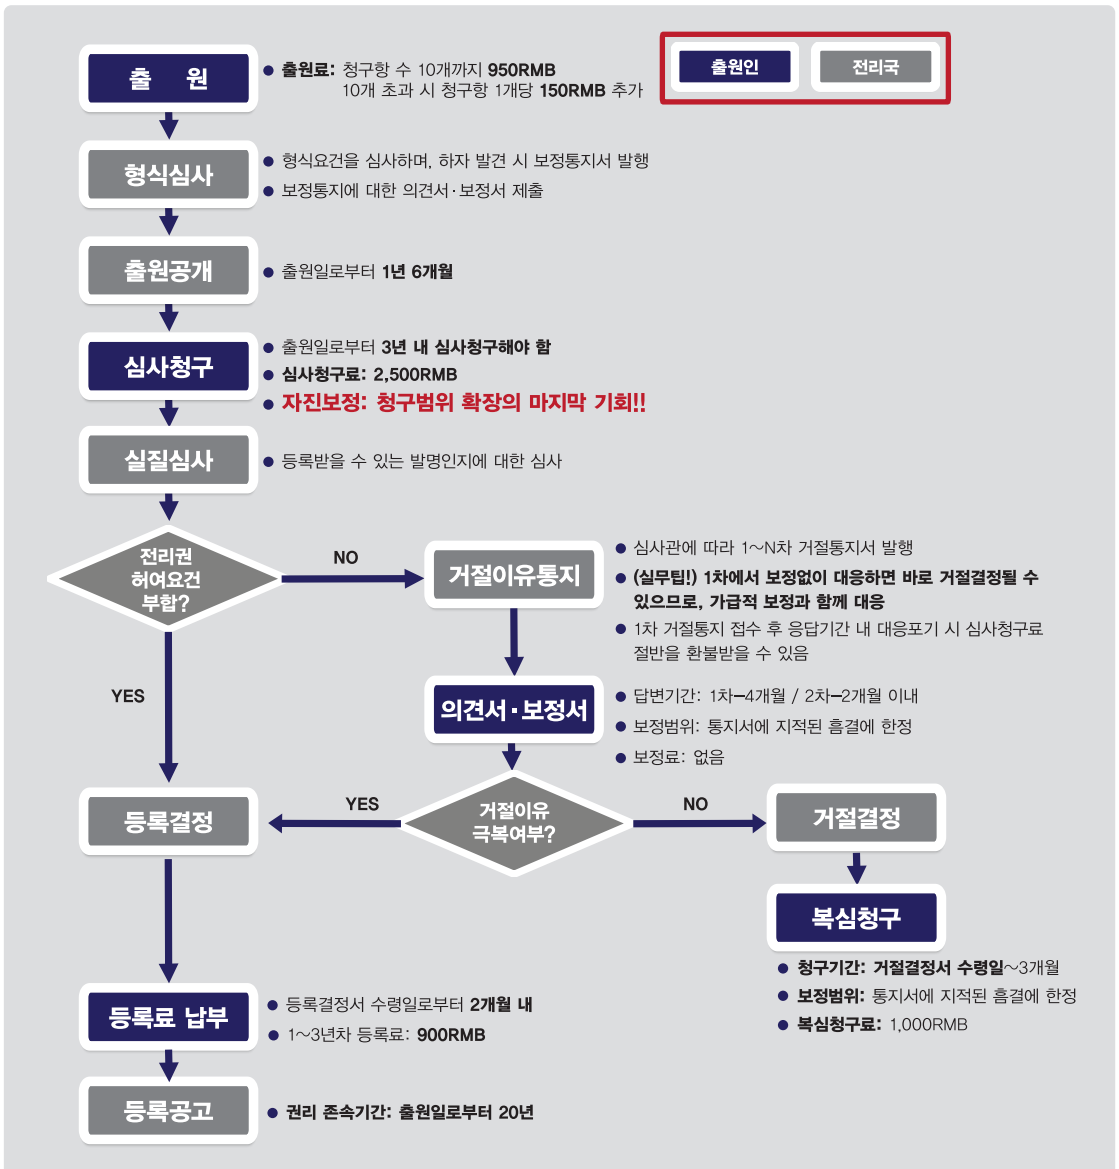 출 원
● 출원료: 청구항 수 10개까지 950RMB
10개 초과 시 청구항 1개당 150RMB 추가
출원인
전리국
형식심사
● 형식요건을 심사하며, 하자 발견 시 보정통지서 발행
● 보정통지에 대한 의견서·보정서 제출
출원공개
● 출원일로부터 1년 6개월
심사청구
● 출원일로부터 3년 내 심사청구해야 함
● 심사청구료: 2,500RMB
● 자진보정: 청구범위 확장의 마지막 기회!!
실질심사
● 등록받을 수 있는 발명인지에 대한 심사
전리권
허여요건
부합?
NO
YES
거절이유통지
● 심사관에 따라 1~N차 거절통지서 발행
● (실무팁!) 1차에서 보정없이 대응하면 바로 거절결정될 수
있으므로, 가급적 보정과 함께 대응
● 1차 거절통지 접수 후 응답기간 내 대응포기 시 심사청구료
절반을 환불받을 수 있음
의견서·보정서
● 답변기간: 1차–4개월 / 2차–2개월 이내
● 보정범위: 통지서에 지적된 흠결에 한정
● 보정료: 없음
거절이유
극복여부?
YES
NO
등록결정
거절결정
복심청구
● 청구기간: 거절결정서 수령일~3개월
● 보정범위: 통지서에 지적된 흠결에 한정
● 복심청구료: 1,000RMB
등록료 납부
● 등록결정서 수령일로부터 2개월 내
● 1~3년차 등록료: 900RMB
등록공고
● 권리 존속기간: 출원일로부터 20년